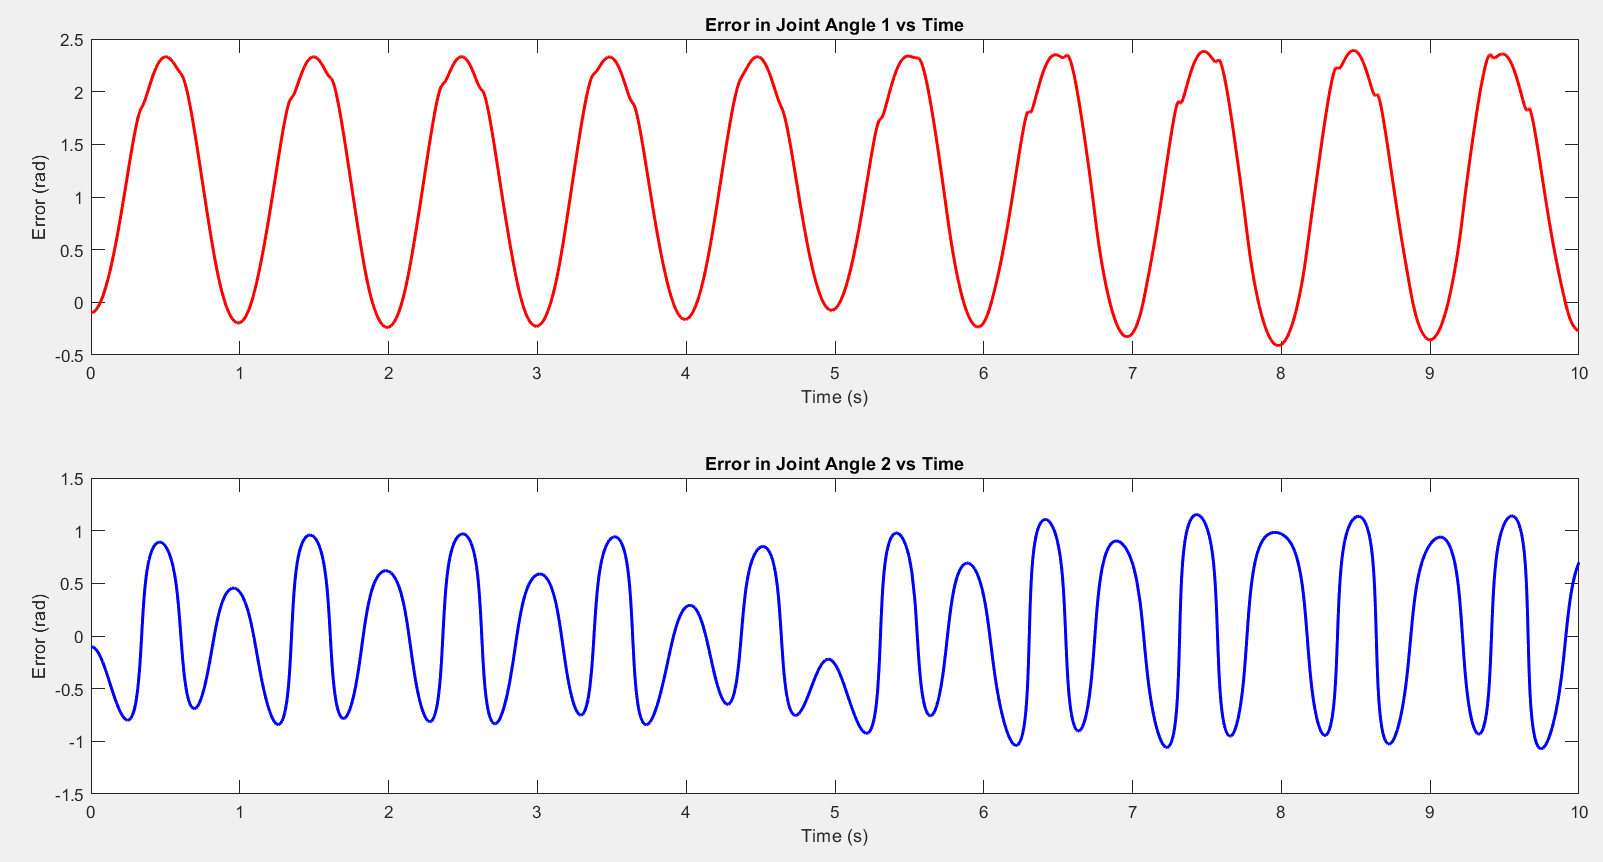 Error in Joint Angle 1 vs Time
2.5
2
1.5
1
0.5
0
-0.5
Error (rad)
0 1 2 3 4 5 6 7 8 9 10
Time (s)
Error in Joint Angle 2 vs Time
1.5
1
0.5
0
-0.5
-1
-1.5
Error (rad)
0 1 2 3 4 5 6 7 8 9 10
Time (s)